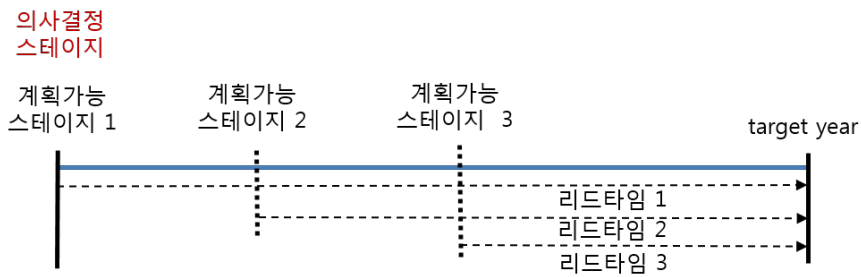 의사결정
스테이지
계획가능
스테이지 1
계획가능
스테이지 2
계획가능
스테이지 3
target year
리드타임 1
리드타임 2
리드타임 3